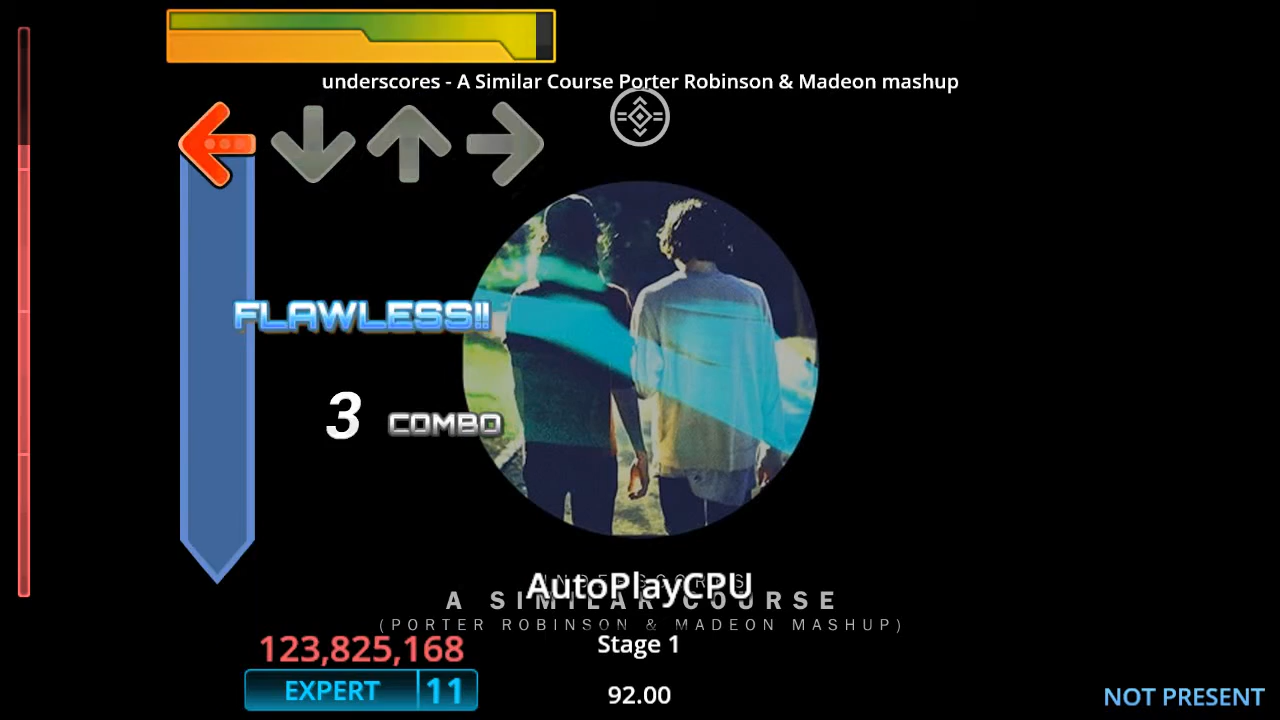 underscores - A Similar Course Porter Robinson & Madeon mashup
FLAWLESS!!
3 COMBO
UNDERSCORES
AutoPlayCPU
A SIMILAR COURSE
(PORTER ROBINSON & MADEON MASHUP)
123,825,168
Stage 1
EXPERT 11
92.00
NOT PRESENT